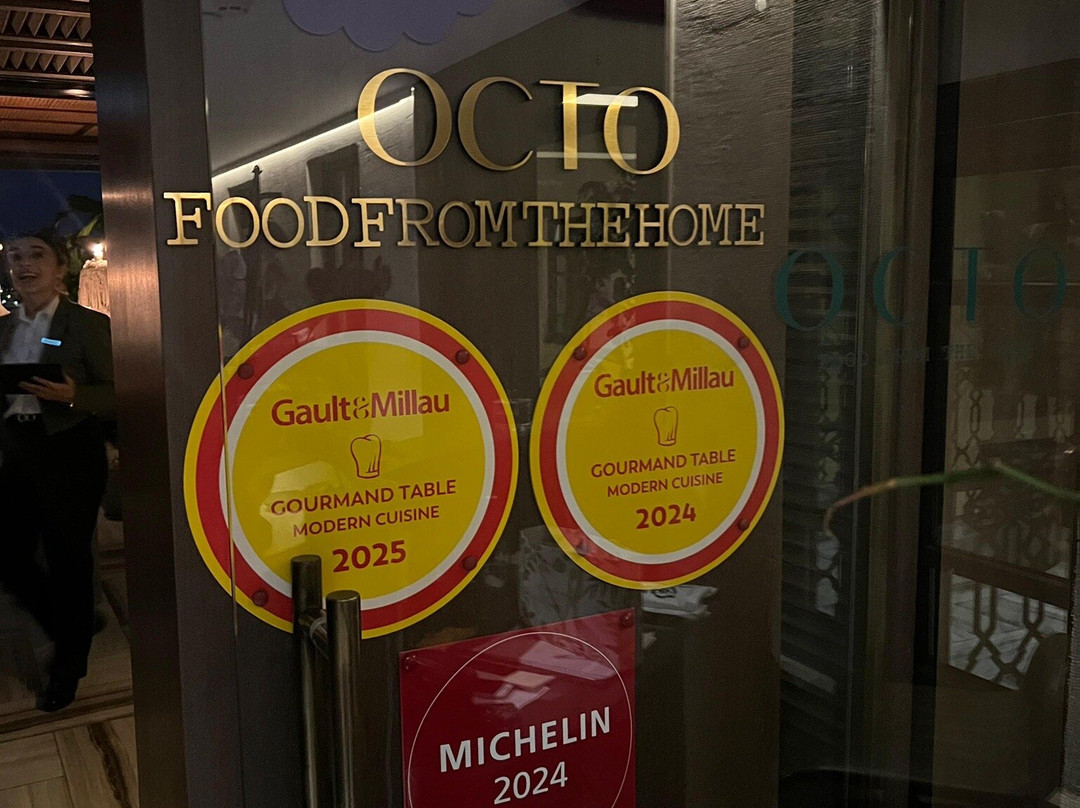 OCTO
FOODFROMTHEHOME
Gault&Millau
GOURMAND TABLE
MODERN CUISINE
2025
Gault&Millau
GOURMAND TABLE
MODERN CUISINE
2024
MICHELIN
2024
OCTO